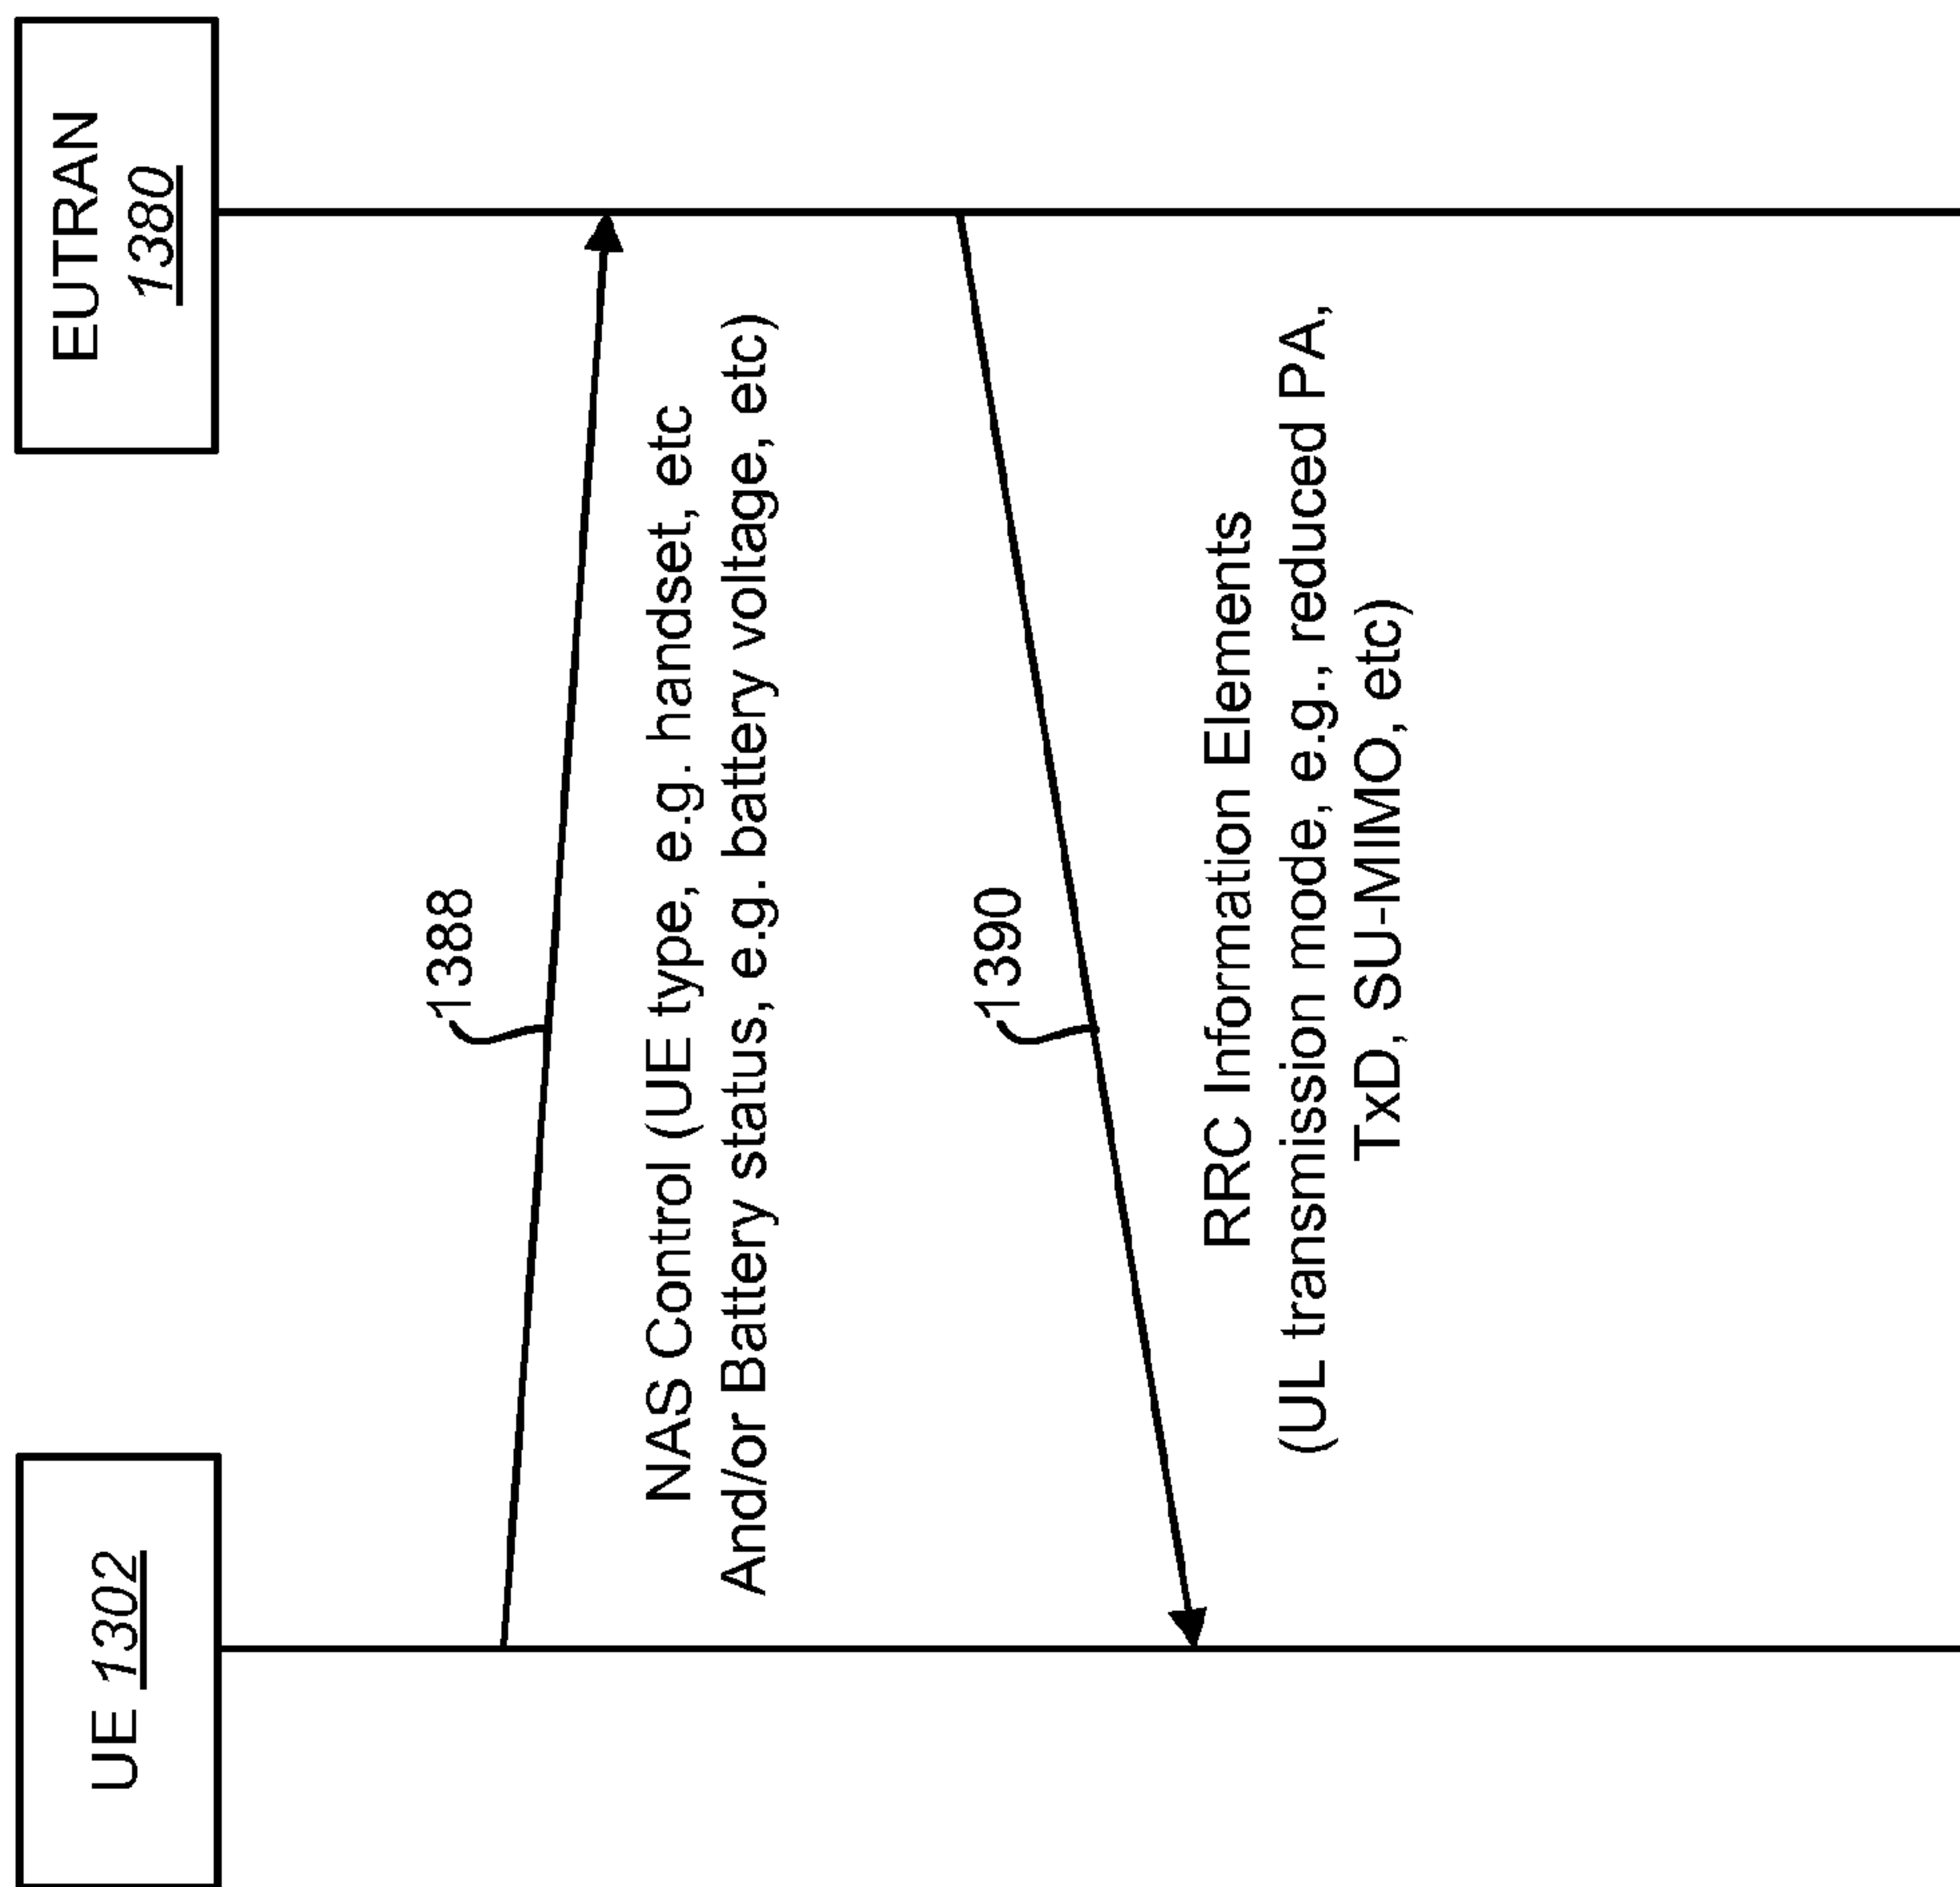 UE 1302
EUTRAN
1380
1388
NAS Control (UE type, e.g. handset, etc
And/or Battery status, e.g. battery voltage, etc)
1390
RRC Information Elements
(UL transmission mode, e.g., reduced PA,
TxD, SU-MIMO, etc)